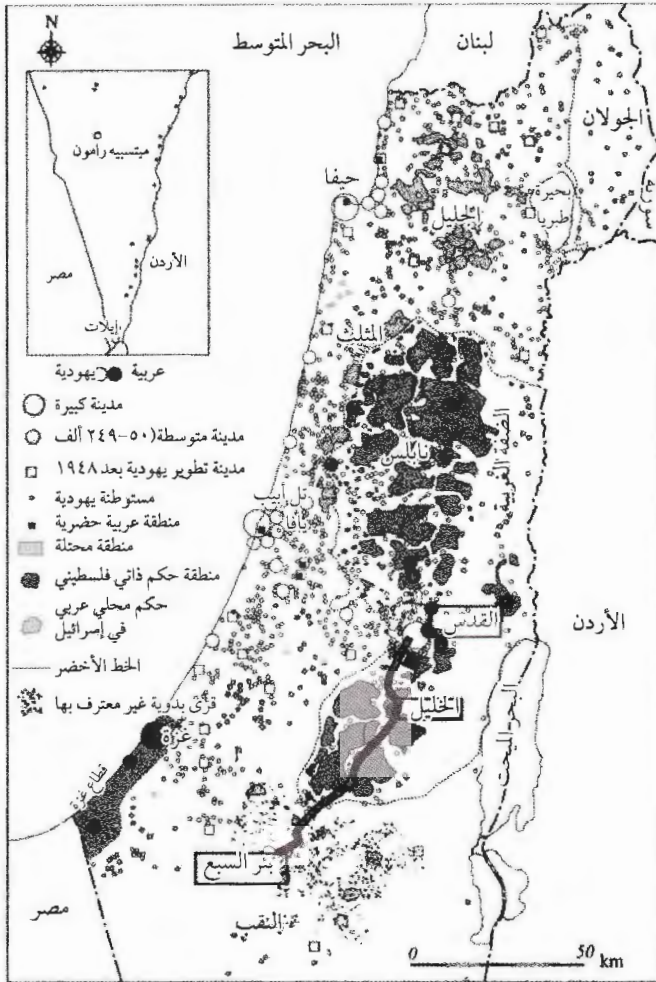 N
البحر المتوسط
لبنان
الجولان
سورية
بحيرة
طبريا
حيفا
الجليل
المثلث
ميتسبيه رامون
مصر
الأردن
إيلات
عربية يهودية
مدينة كبيرة
مدينة متوسطة (٥٠-٢٤٩ ألف
مدينة تطوير يهودية بعد ١٩٤٨
مستوطنة يهودية
منطقة عربية حضرية
منطقة محتلة
منطقة حكم ذاتي فلسطيني
حكم محلي عربي
في إسرائيل
الخط الأخضر
قرى بدوية غير معترف بها
نابلس
الضفة الغربية
تل أبيب
يافا
القدس
الأردن
الخليل
البحر الميت
غزة
قطاع غزة
بئر السبع
النقب
مصر
0 50 km